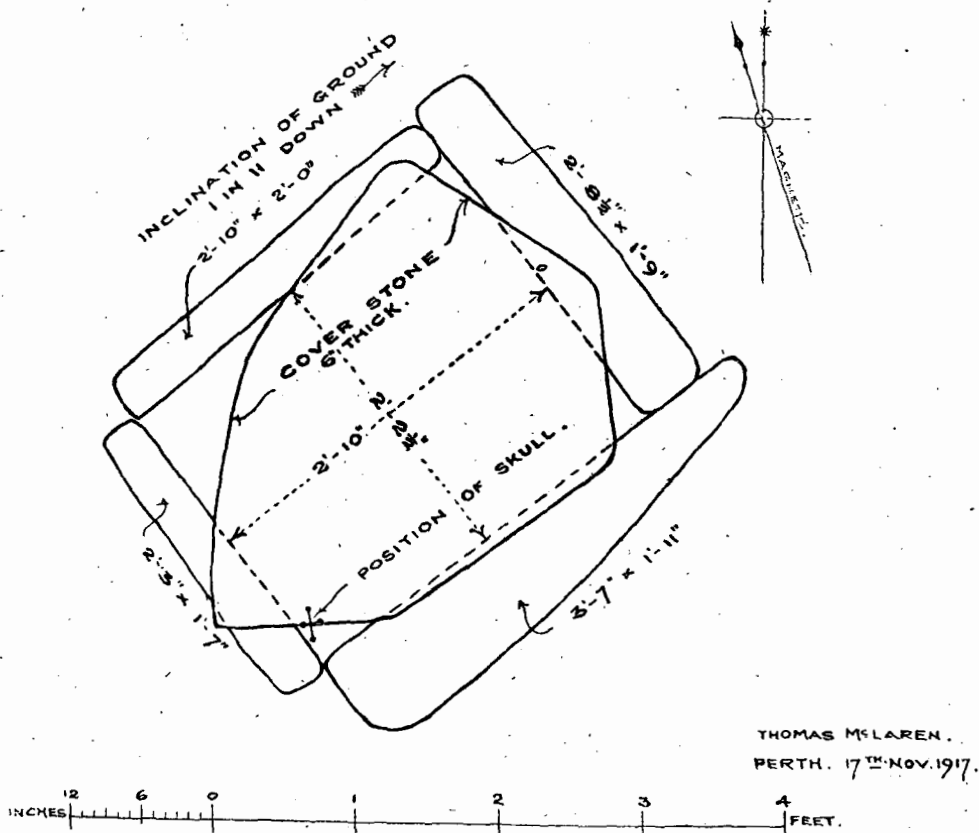 INCLINATION OF GROUND
1 IN 11 DOWN
2'-10" × 2'-0"
2'-8½" × 1'-9"
MAGNETIC.
COVER STONE
6" THICK.
2'-10"
2'-2½"
POSITION OF SKULL.
2'-3" × 1'-7"
3'-7" × 1'-11"
THOMAS McLAREN.
PERTH. 17TH NOV. 1917.
12 6 0 1 2 3 4
INCHES FEET.